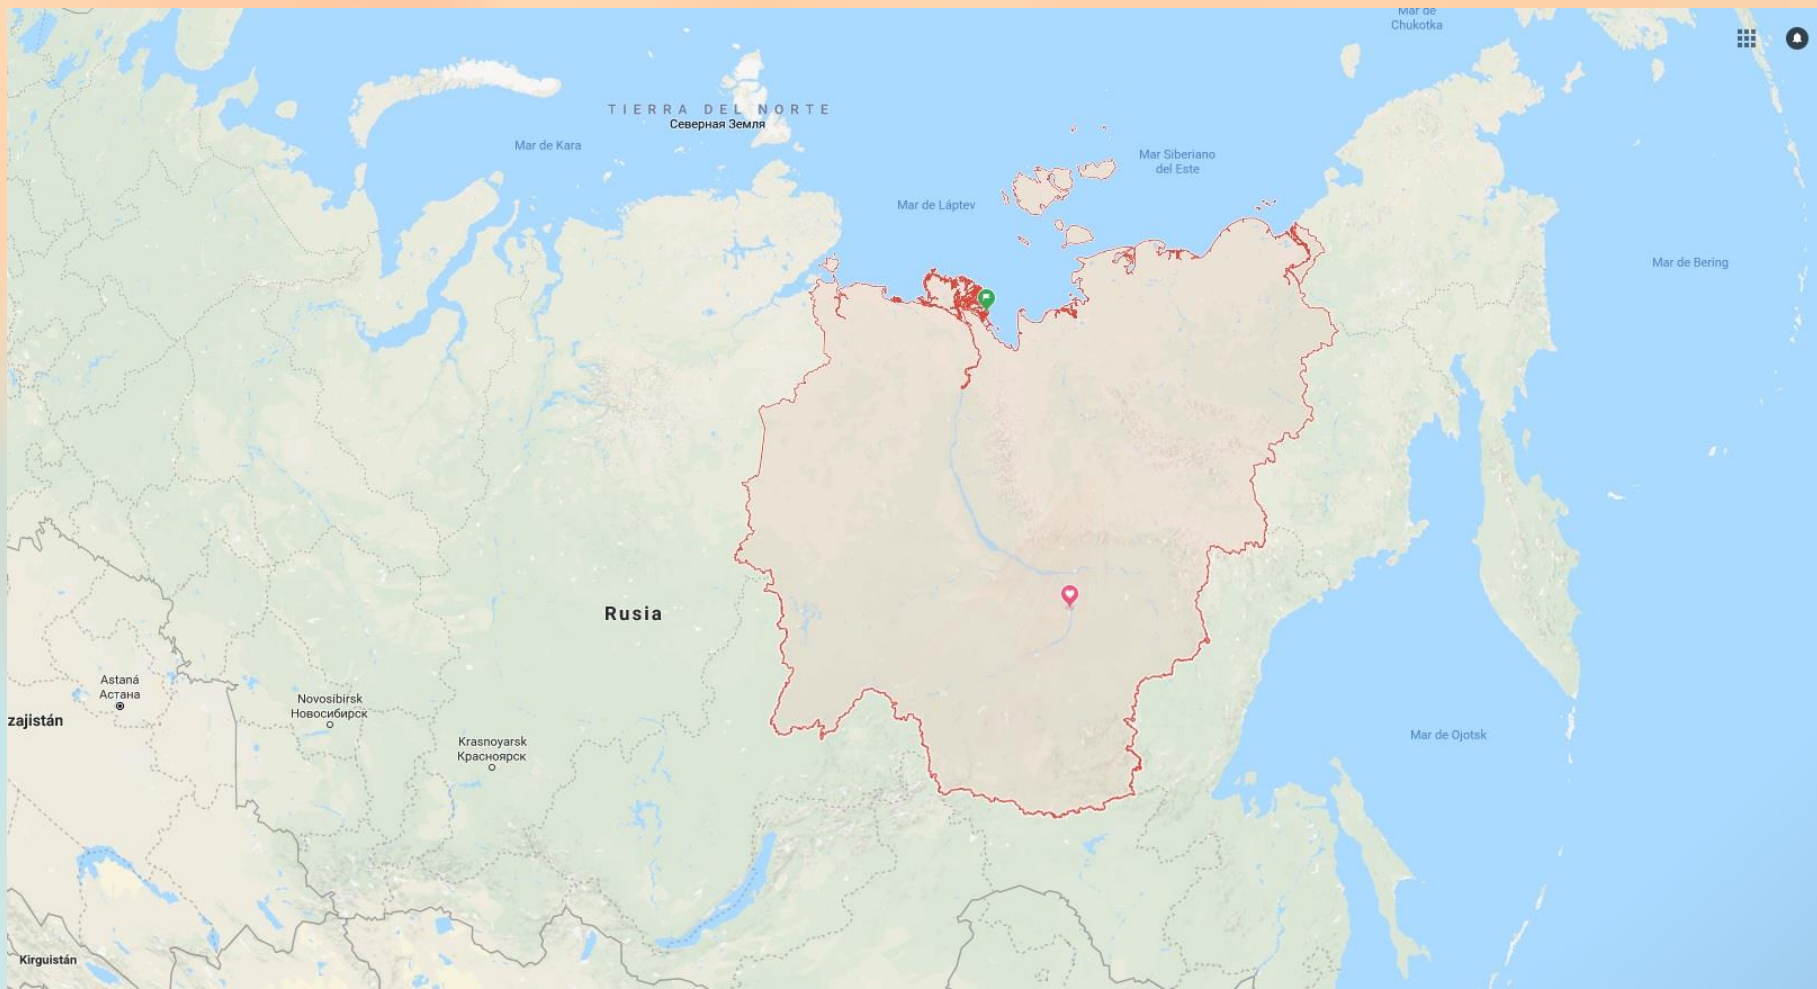 Mar de
Chukotka
TIERRA DEL NORTE
Северная Земля
Mar de Kara
Mar Siberiano
del Este
Mar de Láptev
Mar de Bering
Rusia
Astaná
Астана
Novosibirsk
Новосибирск
zajistán
Krasnoyarsk
Красноярск
Mar de Ojotsk
Kirguistán